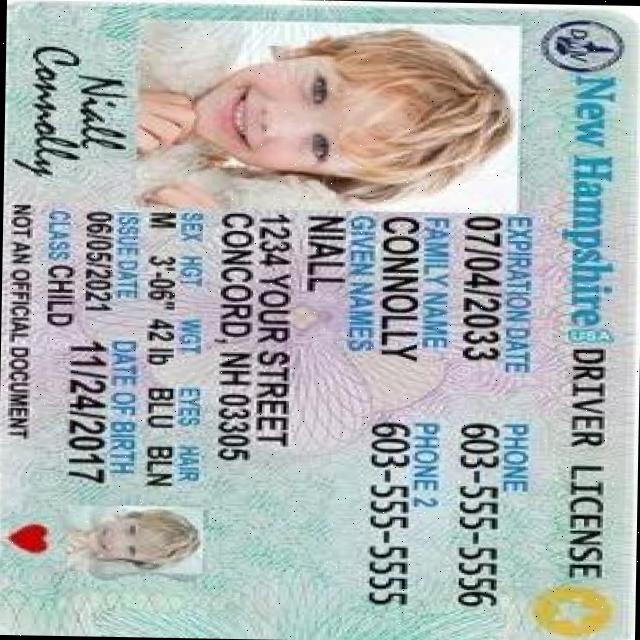 New Hampshire DRIVER LICENSE
EXPIRATION DATE PHONE
07/04/2033 603-555-5556
FAMILY NAME PHONE 2
CONNOLLY 603-555-5555
GIVEN NAMES
NIALL
1234 YOUR STREET
CONCORD, NH 03305
SEX HGT WGT EYES HAIR
M 3'-06" 42 lb BLU BLN
ISSUE DATE DATE OF BIRTH
06/05/2021 11/24/2017
CLASS CHILD
NOT AN OFFICIAL DOCUMENT
Niall
Connolly